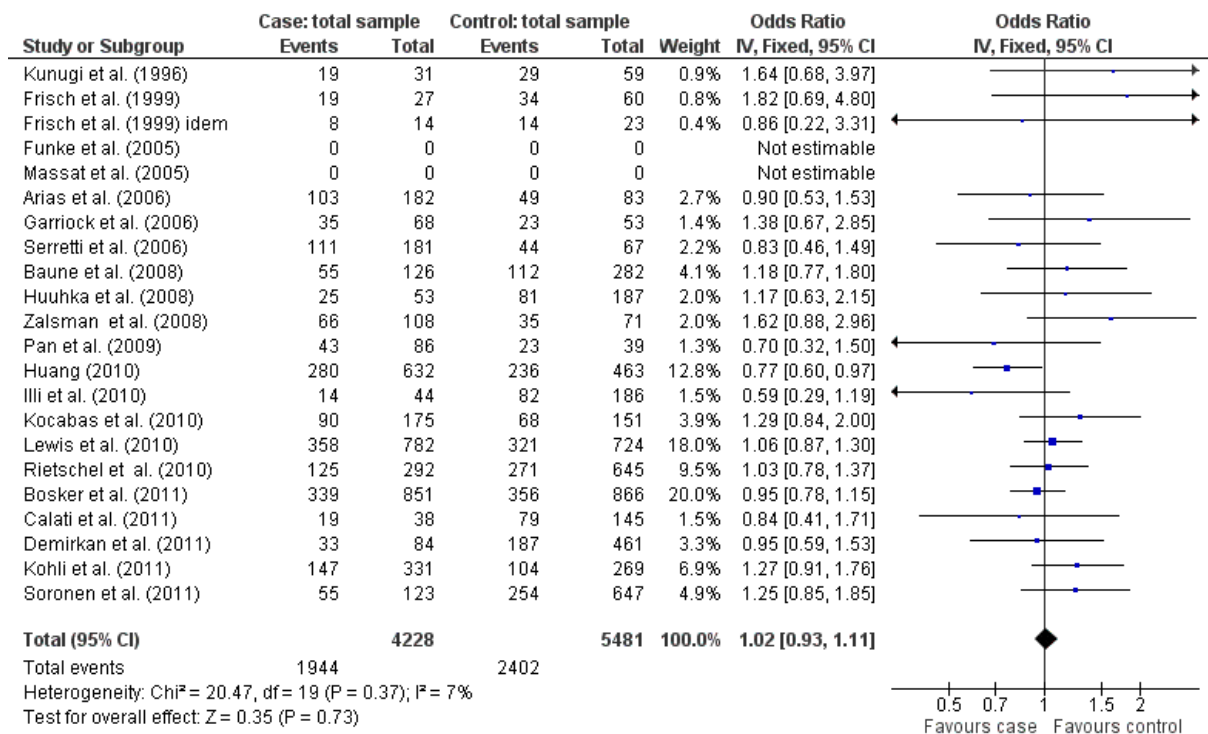 Case: total sample Control: total sample Odds Ratio Odds Ratio
Study or Subgroup Events Total Events Total Weight IV, Fixed, 95% CI IV, Fixed, 95% CI
Kunugi et al. (1996) 19 31 29 59 0.9% 1.64 [0.68, 3.97]
Frisch et al. (1999) 19 27 34 60 0.8% 1.82 [0.69, 4.80]
Frisch et al. (1999) idem 8 14 14 23 0.4% 0.86 [0.22, 3.31]
Funke et al. (2005) 0 0 0 0 Not estimable
Massat et al. (2005) 0 0 0 0 Not estimable
Arias et al. (2006) 103 182 49 83 2.7% 0.90 [0.53, 1.53]
Garriock et al. (2006) 35 68 23 53 1.4% 1.38 [0.67, 2.85]
Serretti et al. (2006) 111 181 44 67 2.2% 0.83 [0.46, 1.49]
Baune et al. (2008) 55 126 112 282 4.1% 1.18 [0.77, 1.80]
Huuhka et al. (2008) 25 53 81 187 2.0% 1.17 [0.63, 2.15]
Zalsman et al. (2008) 66 108 35 71 2.0% 1.62 [0.88, 2.96]
Pan et al. (2009) 43 86 23 39 1.3% 0.70 [0.32, 1.50]
Huang (2010) 280 632 236 463 12.8% 0.77 [0.60, 0.97]
Illi et al. (2010) 14 44 82 186 1.5% 0.59 [0.29, 1.19]
Kocabas et al. (2010) 90 175 68 151 4.0% 1.29 [0.84, 2.00]
Lewis et al. (2010) 358 782 321 724 18.0% 1.06 [0.87, 1.30]
Rietschel et al. (2010) 125 292 271 645 9.5% 1.03 [0.78, 1.37]
Bosker et al. (2011) 339 851 356 866 20.0% 0.95 [0.78, 1.15]
Calati et al. (2011) 19 38 79 145 1.5% 0.84 [0.41, 1.71]
Demirkan et al. (2011) 33 84 187 461 3.3% 0.95 [0.59, 1.53]
Kohli et al. (2011) 147 331 104 269 6.9% 1.27 [0.91, 1.76]
Soronen et al. (2011) 55 123 254 647 4.9% 1.25 [0.85, 1.85]
Total (95% CI) 4228 5481 100.0% 1.02 [0.93, 1.11]
Total events 1944 2402
Heterogeneity: Chi² = 20.47, df = 19 (P = 0.37); I² = 7%
Test for overall effect: Z = 0.35 (P = 0.73)
0.5 0.7 1 1.5 2
Favours case Favours control